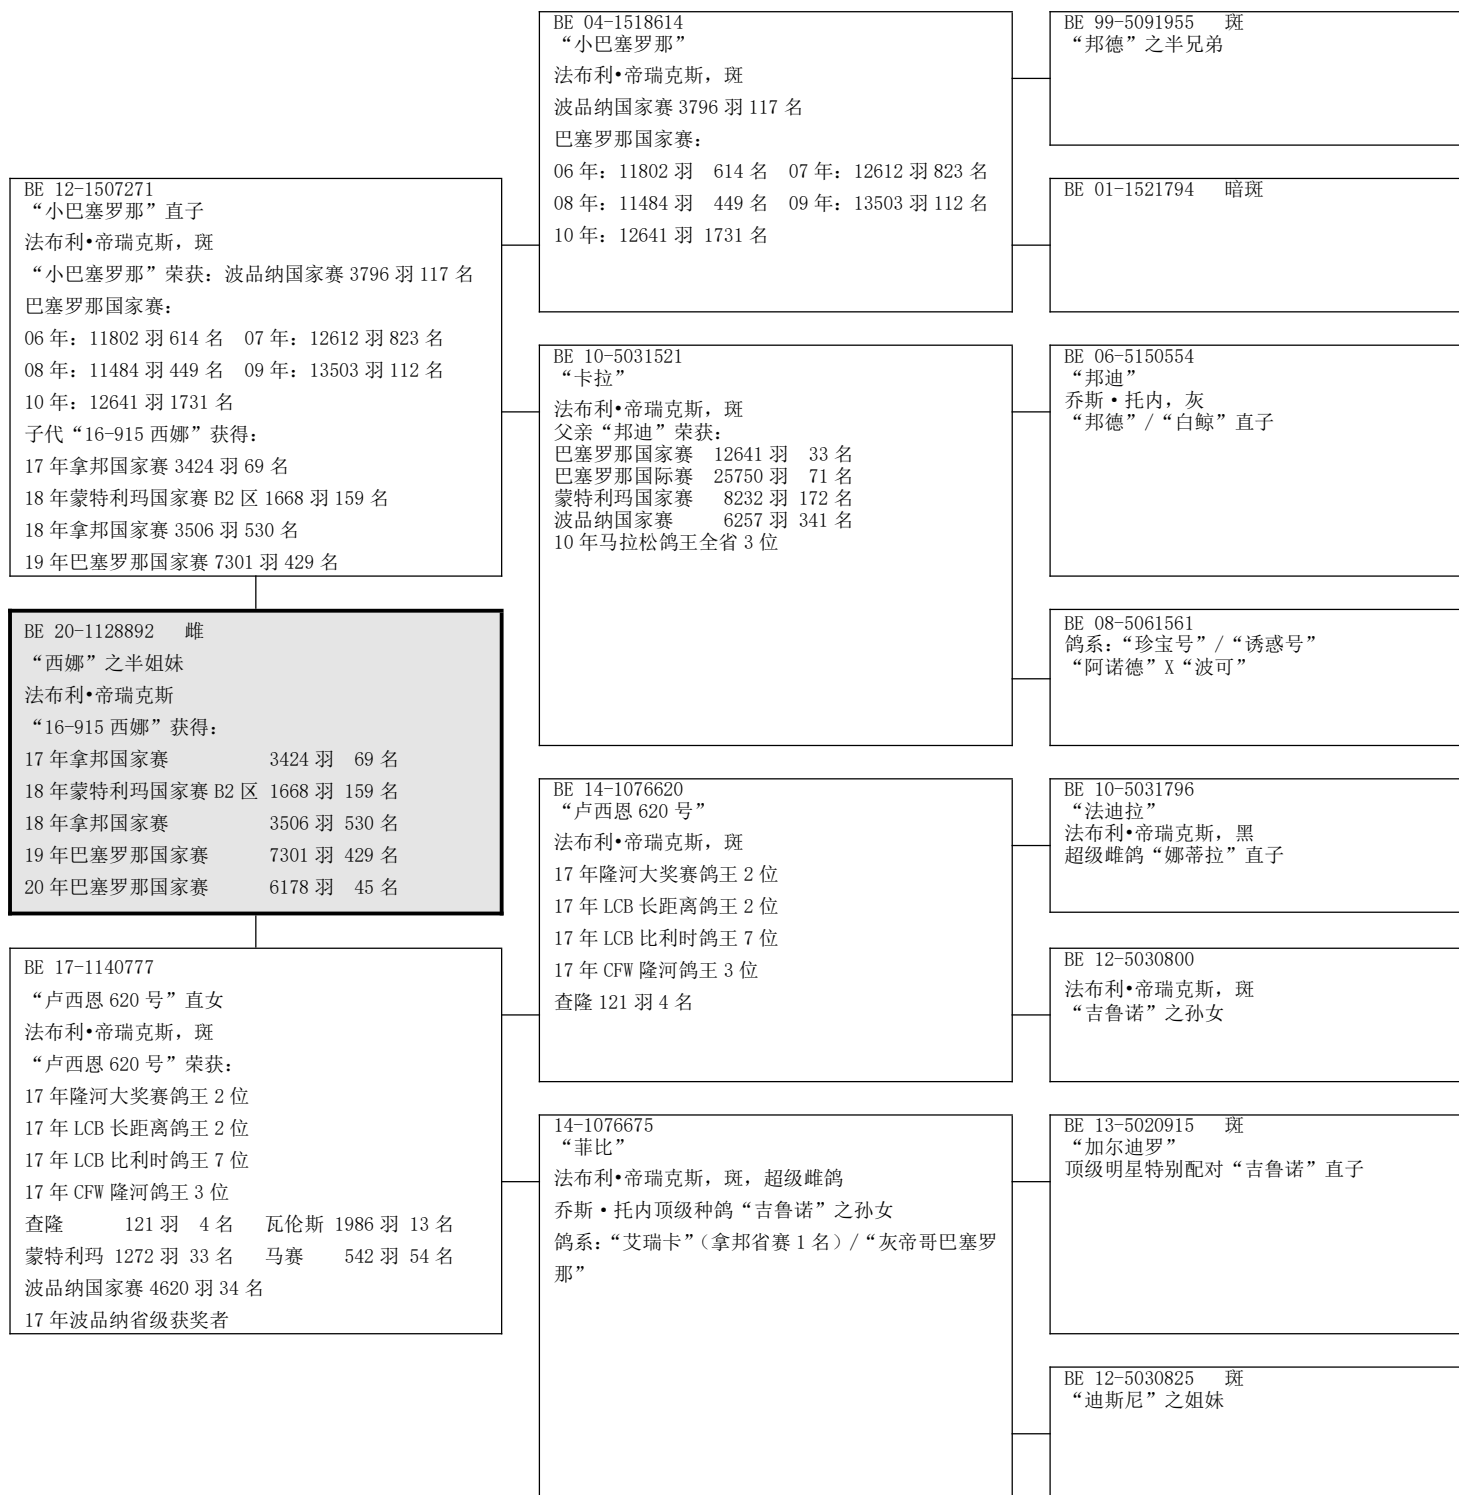 BE 12-1507271
“小巴塞罗那”直子
法布利•帝瑞克斯，斑
“小巴塞罗那”荣获：波品纳国家赛 3796 羽 117 名
巴塞罗那国家赛：
06 年：11802 羽 614 名 07 年：12612 羽 823 名
08 年：11484 羽 449 名 09 年：13503 羽 112 名
10 年：12641 羽 1731 名
子代“16-915 西娜”获得：
17 年拿邦国家赛 3424 羽 69 名
18 年蒙特利玛国家赛 B2 区 1668 羽 159 名
18 年拿邦国家赛 3506 羽 530 名
19 年巴塞罗那国家赛 7301 羽 429 名
BE 20-1128892 雌
“西娜”之半姐妹
法布利•帝瑞克斯
“16-915 西娜”获得：
17 年拿邦国家赛 3424 羽 69 名
18 年蒙特利玛国家赛 B2 区 1668 羽 159 名
18 年拿邦国家赛 3506 羽 530 名
19 年巴塞罗那国家赛 7301 羽 429 名
20 年巴塞罗那国家赛 6178 羽 45 名
BE 17-1140777
“卢西恩 620 号”直女
法布利•帝瑞克斯，斑
“卢西恩 620 号”荣获：
17 年隆河大奖赛鸽王 2 位
17 年 LCB 长距离鸽王 2 位
17 年 LCB 比利时鸽王 7 位
17 年 CFW 隆河鸽王 3 位
查隆 121 羽 4 名 瓦伦斯 1986 羽 13 名
蒙特利玛 1272 羽 33 名 马赛 542 羽 54 名
波品纳国家赛 4620 羽 34 名
17 年波品纳省级获奖者
BE 04-1518614
“小巴塞罗那”
法布利•帝瑞克斯，斑
波品纳国家赛 3796 羽 117 名
巴塞罗那国家赛：
06 年：11802 羽 614 名 07 年：12612 羽 823 名
08 年：11484 羽 449 名 09 年：13503 羽 112 名
10 年：12641 羽 1731 名
BE 10-5031521
“卡拉”
法布利•帝瑞克斯，斑
父亲“邦迪”荣获：
巴塞罗那国家赛 12641 羽 33 名
巴塞罗那国际赛 25750 羽 71 名
蒙特利玛国家赛 8232 羽 172 名
波品纳国家赛 6257 羽 341 名
10 年马拉松鸽王全省 3 位
BE 14-1076620
“卢西恩 620 号”
法布利•帝瑞克斯，斑
17 年隆河大奖赛鸽王 2 位
17 年 LCB 长距离鸽王 2 位
17 年 LCB 比利时鸽王 7 位
17 年 CFW 隆河鸽王 3 位
查隆 121 羽 4 名
14-1076675
“菲比”
法布利•帝瑞克斯，斑，超级雌鸽
乔斯·托内顶级种鸽“吉鲁诺”之孙女
鸽系：“艾瑞卡”（拿邦省赛 1 名）/“灰帝哥巴塞罗
那”
BE 99-5091955 斑
“邦德”之半兄弟
BE 01-1521794 暗斑
BE 06-5150554
“邦迪”
乔斯·托内，灰
“邦德”/“白鲸”直子
BE 08-5061561
鸽系：“珍宝号”/“诱惑号”
“阿诺德”X“波可”
BE 10-5031796
“法迪拉”
法布利•帝瑞克斯，黑
超级雌鸽“娜蒂拉”直子
BE 12-5030800
法布利•帝瑞克斯，斑
“吉鲁诺”之孙女
BE 13-5020915 斑
“加尔迪罗”
顶级明星特别配对“吉鲁诺”直子
BE 12-5030825 斑
“迪斯尼”之姐妹